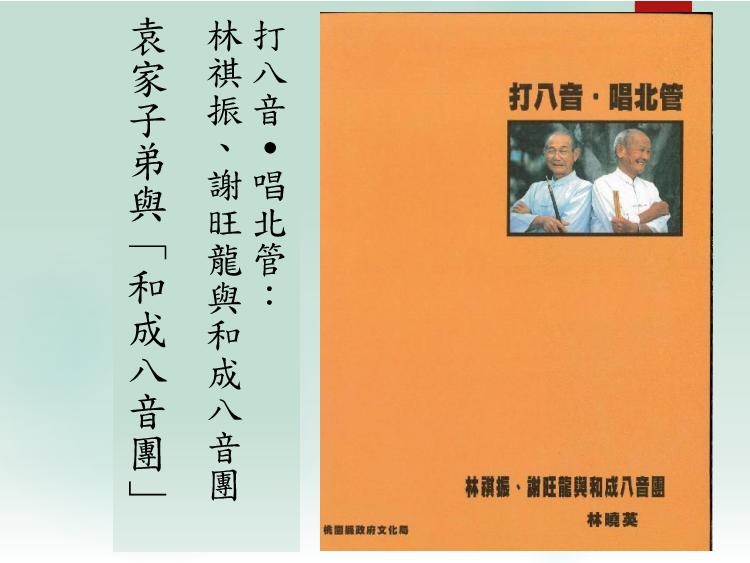 打八音•唱北管：
林祺振、謝旺龍與和成八音團
袁家子弟與「和成八音團」
打八音・唱北管
林祺振、謝旺龍與和成八音團
林曉英
桃園縣政府文化局